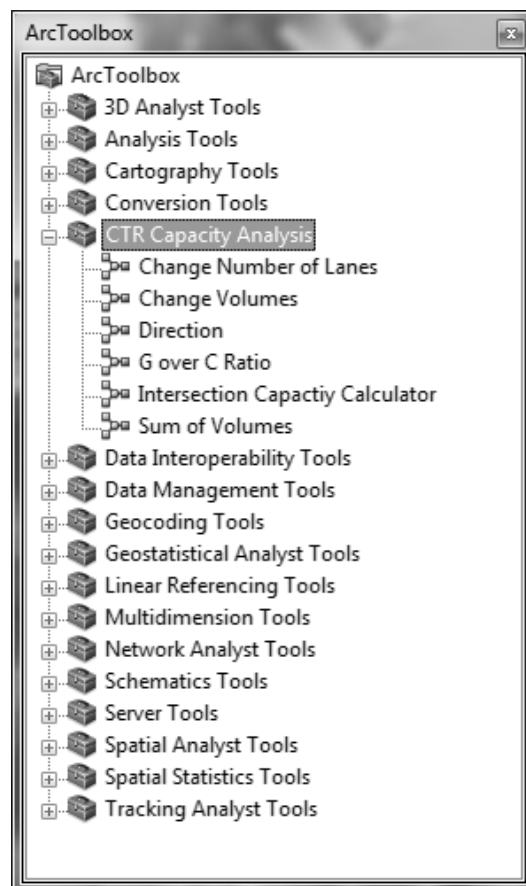 ArcToolbox
ArcToolbox
3D Analyst Tools
Analysis Tools
Cartography Tools
Conversion Tools
CTR Capacity Analysis
Change Number of Lanes
Change Volumes
Direction
G over C Ratio
Intersection Capactiy Calculator
Sum of Volumes
Data Interoperability Tools
Data Management Tools
Geocoding Tools
Geostatistical Analyst Tools
Linear Referencing Tools
Multidimension Tools
Network Analyst Tools
Schematics Tools
Server Tools
Spatial Analyst Tools
Spatial Statistics Tools
Tracking Analyst Tools